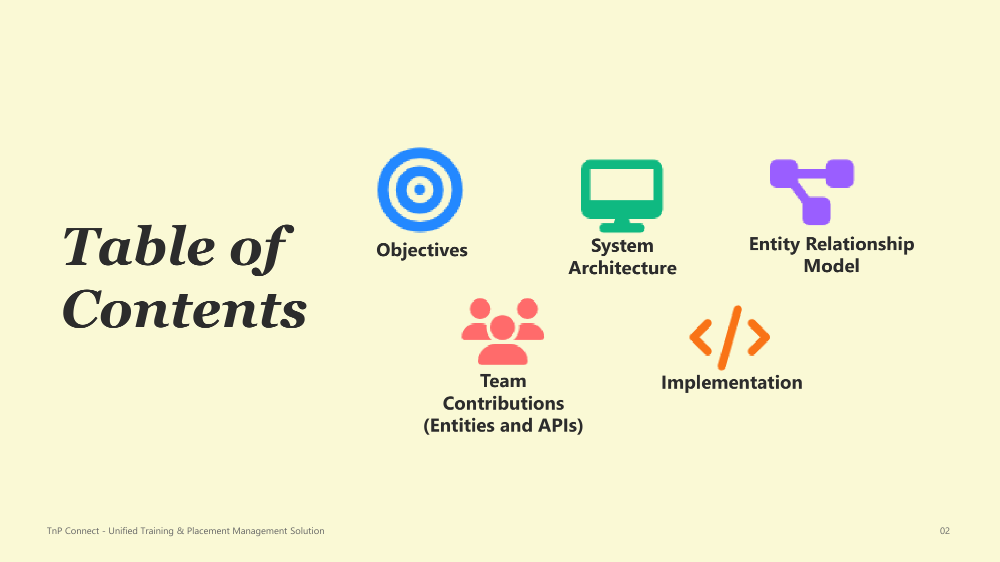 Table of
Contents
Objectives
System
Architecture
Entity Relationship
Model
Team
Contributions
(Entities and APIs)
Implementation
TnP Connect - Unified Training & Placement Management Solution
02